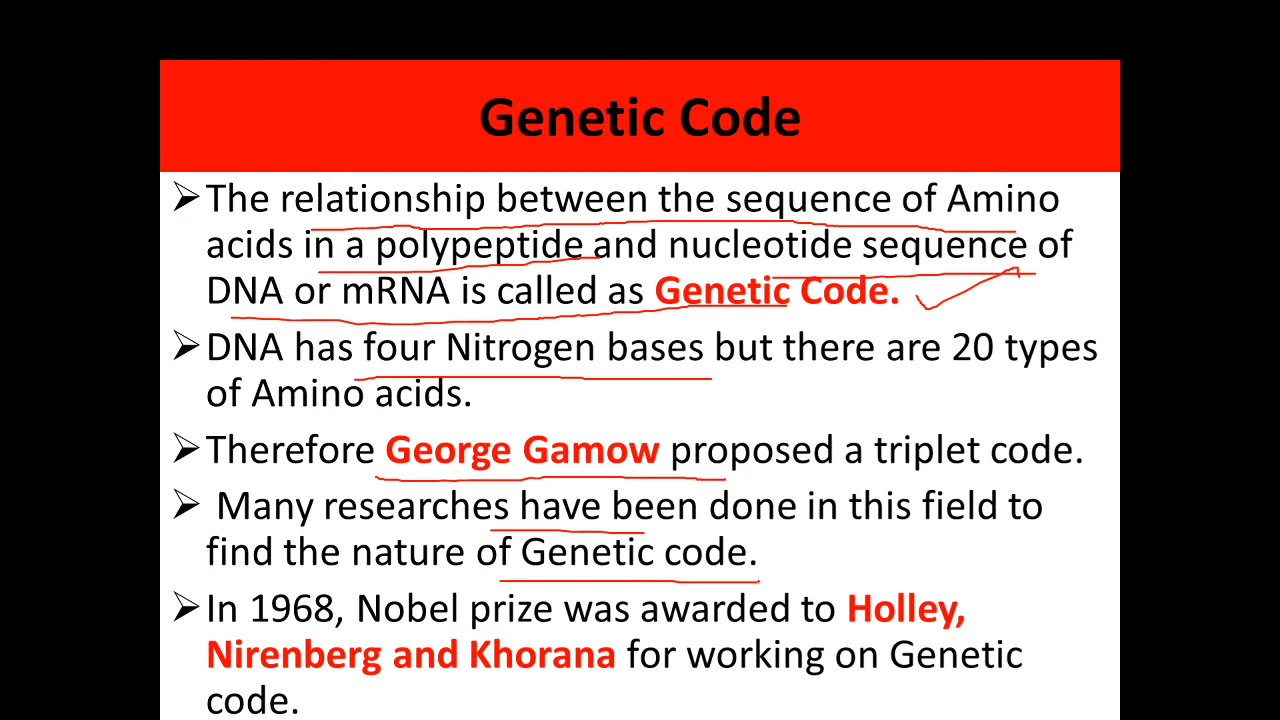 Genetic Code
➢ The relationship between the sequence of Amino
acids in a polypeptide and nucleotide sequence of
DNA or mRNA is called as Genetic Code.
➢ DNA has four Nitrogen bases but there are 20 types
of Amino acids.
➢ Therefore George Gamow proposed a triplet code.
➢ Many researches have been done in this field to
find the nature of Genetic code.
➢ In 1968, Nobel prize was awarded to Holley,
Nirenberg and Khorana for working on Genetic
code.